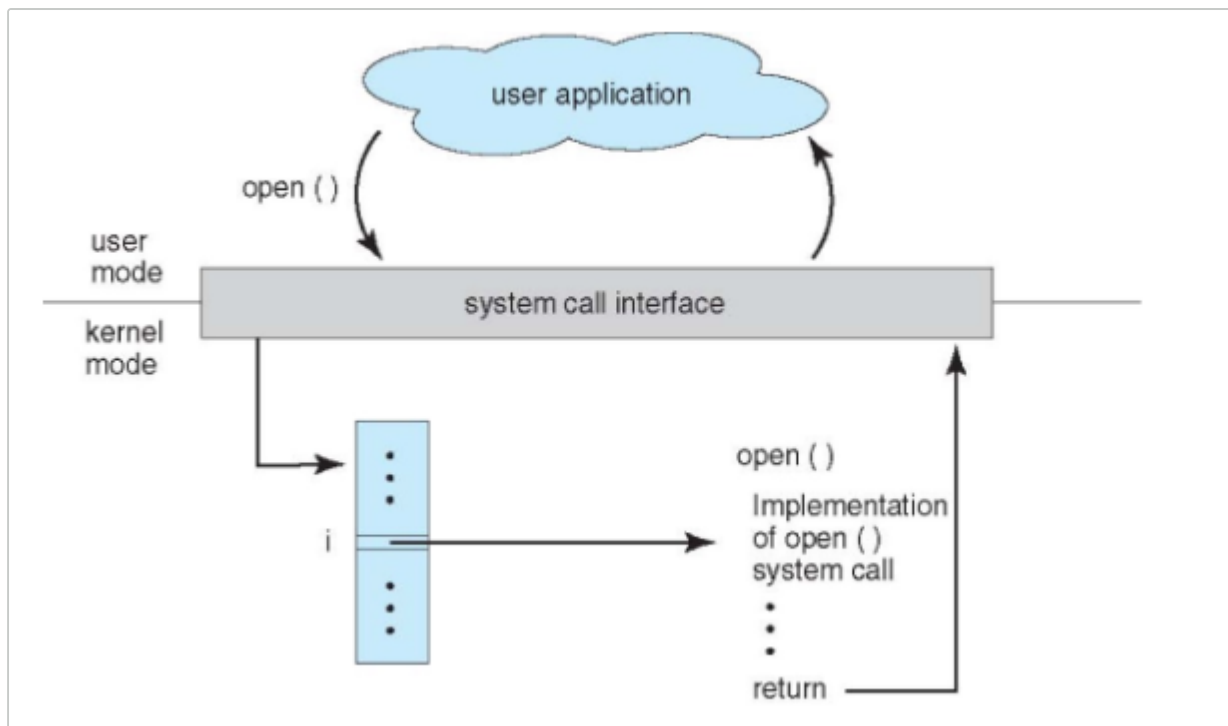 user application
open ( )
user
mode
system call interface
kernel
mode
open ( )
Implementation
of open ( )
system call
i
return